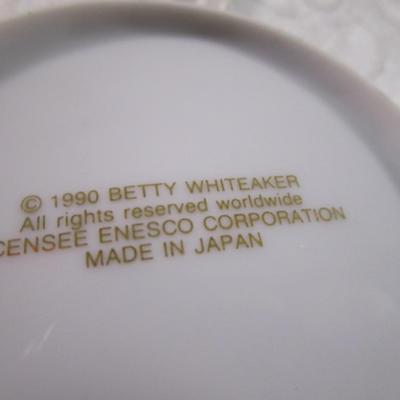 © 1990 BETTY WHITEAKER
All rights reserved worldwide
CENSEE ENESCO CORPORATION
MADE IN JAPAN